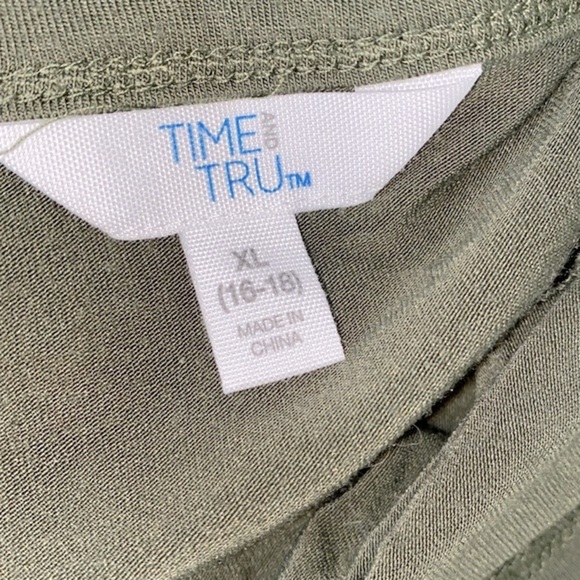 TIME AND
TRU™
XL
(16-18)
MADE IN
CHINA